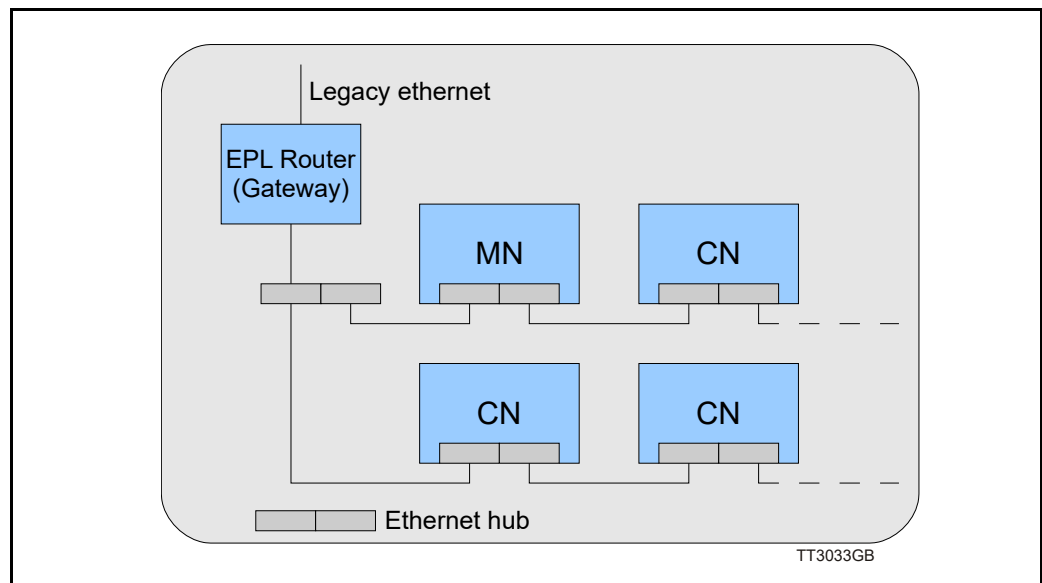 Legacy ethernet
EPL Router
(Gateway)
MN
CN
CN
CN
Ethernet hub
TT3033GB